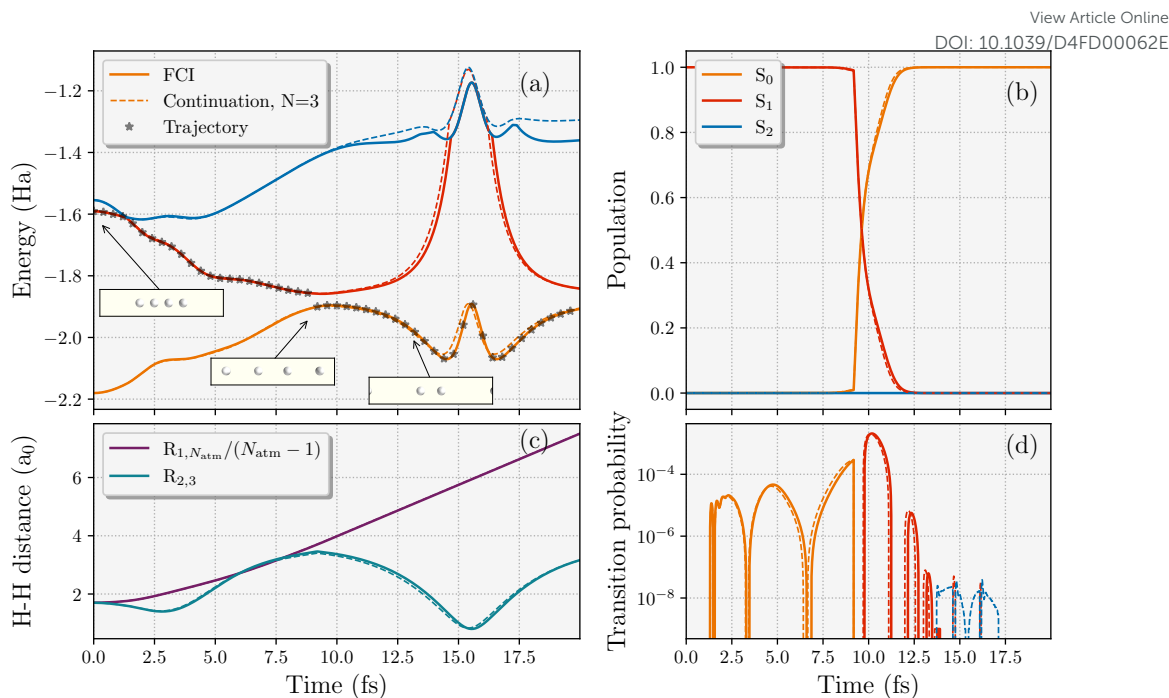 View Article Online
DOI: 10.1039/D4FD00062E
(a)
FCI
Continuation, N=3
Trajectory
Energy (Ha)
−1.2
−1.4
−1.6
−1.8
−2.0
−2.2
(b)
S0
S1
S2
Population
1.0
0.8
0.6
0.4
0.2
0.0
(c)
R1,Natm/(Natm − 1)
R2,3
H-H distance (a0)
6
4
2
0.0 2.5 5.0 7.5 10.0 12.5 15.0 17.5
Time (fs)
(d)
Transition probability
10−4
10−6
10−8
0.0 2.5 5.0 7.5 10.0 12.5 15.0 17.5
Time (fs)